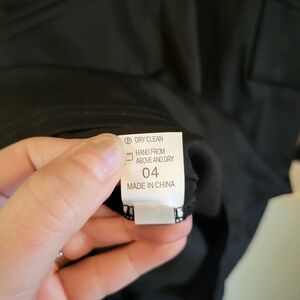 Ⓟ DRY CLEAN
HANG FROM
ABOVE AND DRY
04
MADE IN CHINA